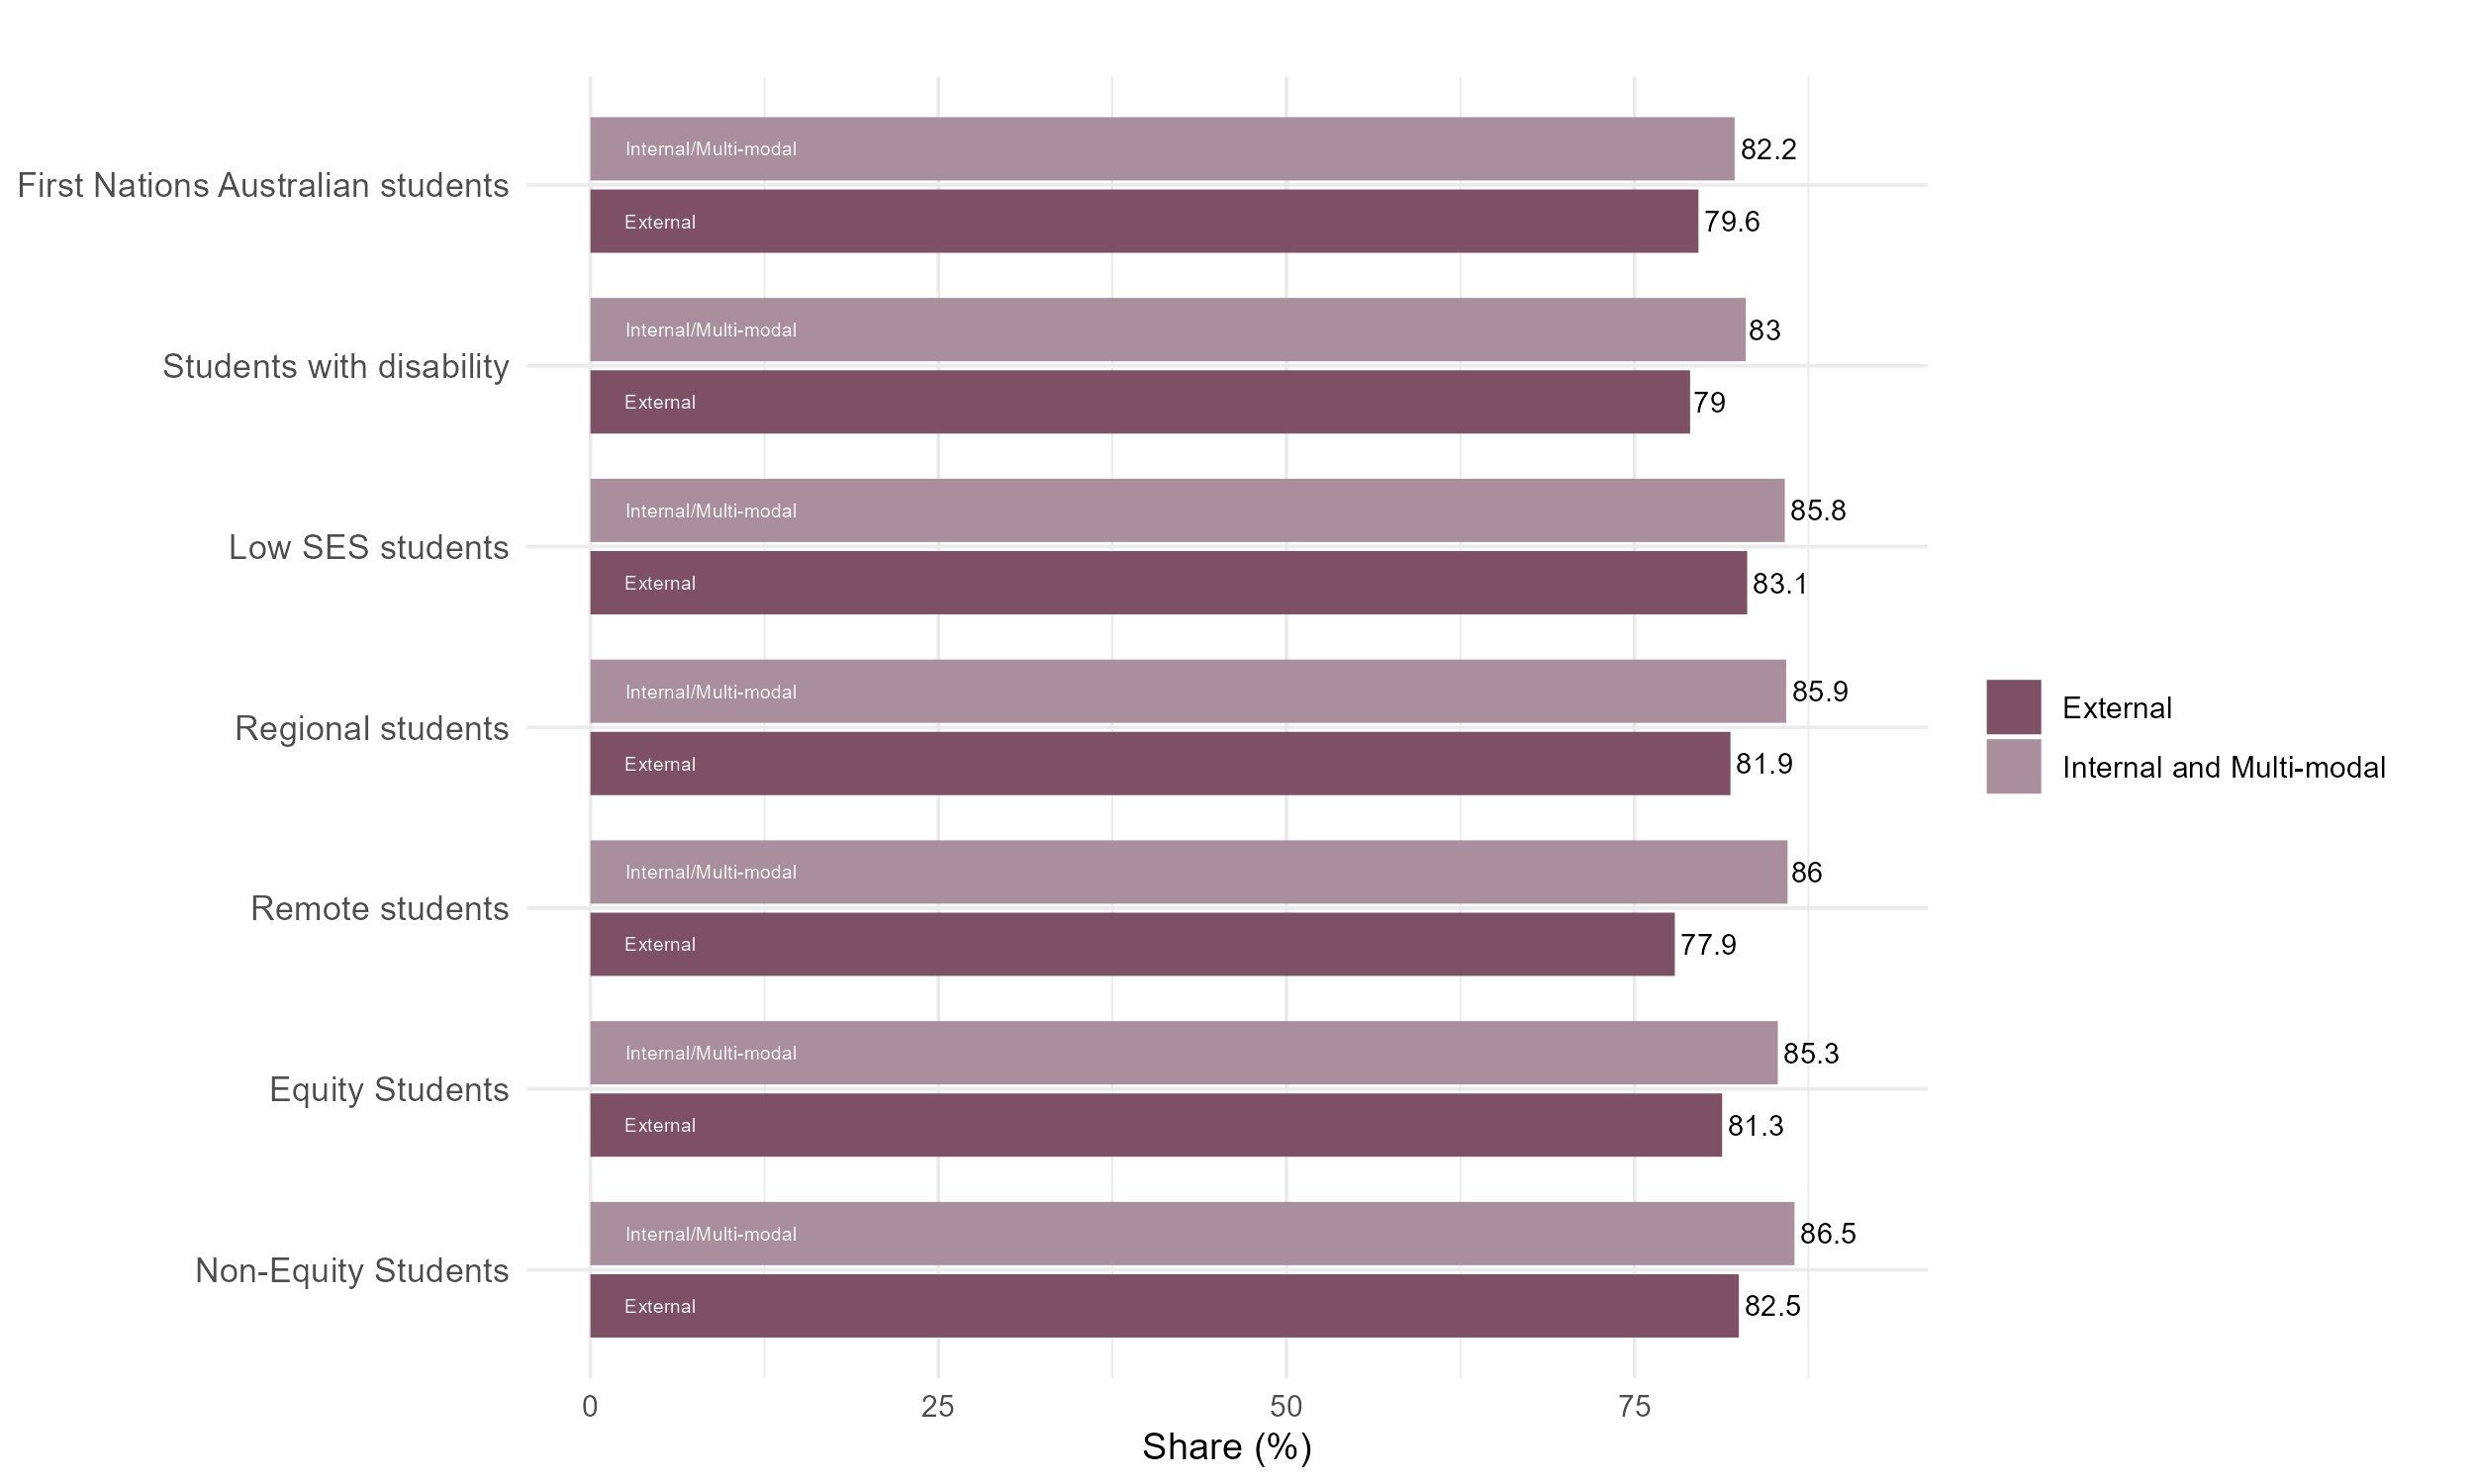 First Nations Australian students
Internal/Multi-modal
82.2
External
79.6
Students with disability
Internal/Multi-modal
83
External
79
Low SES students
Internal/Multi-modal
85.8
External
83.1
Regional students
Internal/Multi-modal
85.9
External
81.9
Remote students
Internal/Multi-modal
86
External
77.9
Equity Students
Internal/Multi-modal
85.3
External
81.3
Non-Equity Students
Internal/Multi-modal
86.5
External
82.5
0 25 50 75
Share (%)
External
Internal and Multi-modal